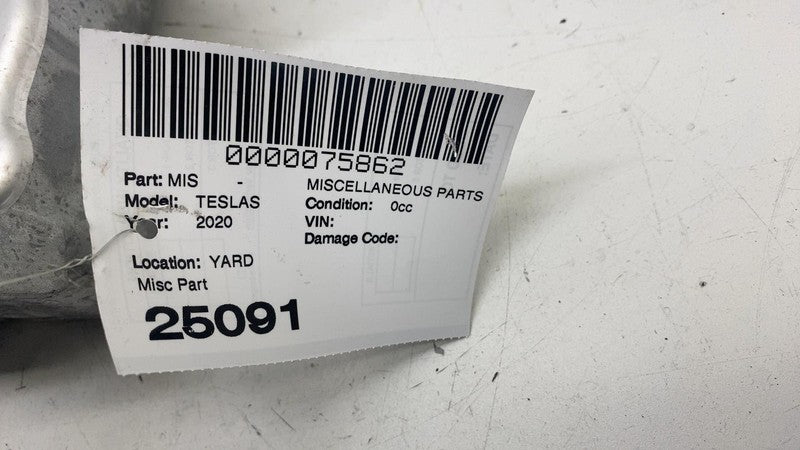 0000075862
Part: MIS - MISCELLANEOUS PARTS
Model: TESLAS Condition: 0cc
Year: 2020 VIN:
Damage Code:
Location: YARD
Misc Part
25091